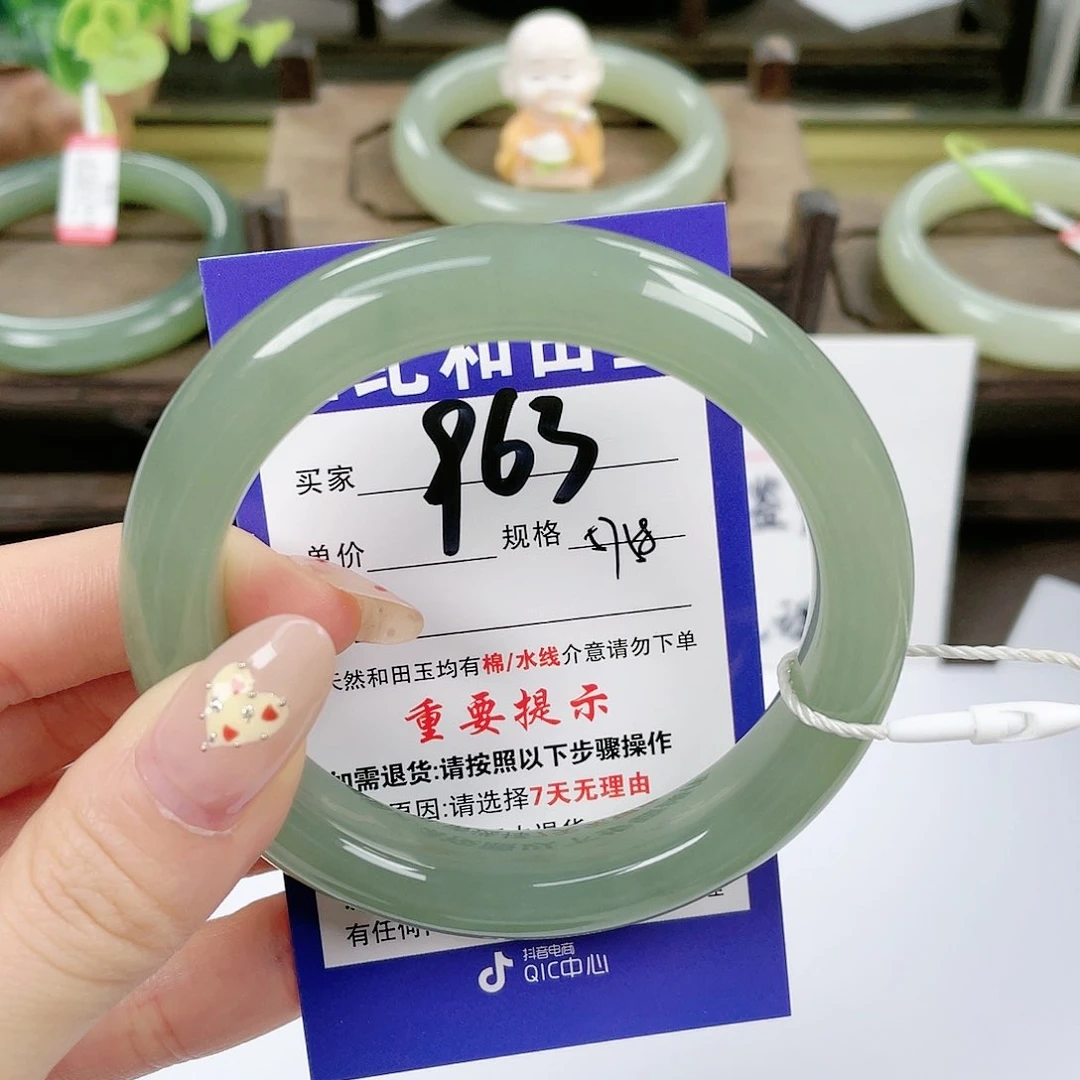 和田
买家 963
单价
规格
天然和田玉均有棉/水线介意请勿下单
重要提示
如需退货:请按照以下步骤操作
原因:请选择7天无理由
有任何
抖音电商
QIC中心